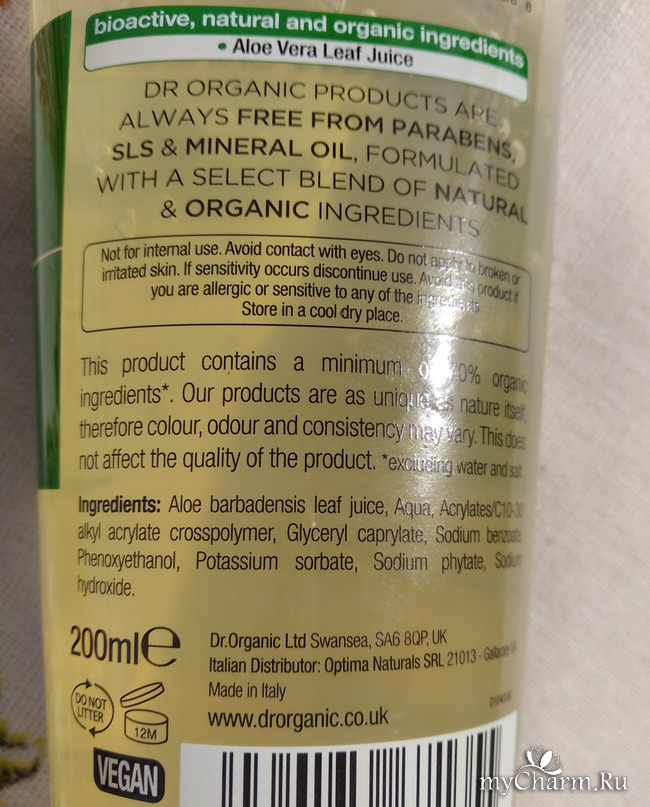 bioactive, natural and organic ingredients
• Aloe Vera Leaf Juice
DR ORGANIC PRODUCTS ARE
ALWAYS FREE FROM PARABENS,
SLS & MINERAL OIL, FORMULATED
WITH A SELECT BLEND OF NATURAL
& ORGANIC INGREDIENTS
Not for internal use. Avoid contact with eyes. Do not apply to broken or
irritated skin. If sensitivity occurs discontinue use. Avoid this product if
you are allergic or sensitive to any of the ingredients.
Store in a cool dry place.
This product contains a minimum of organic
ingredients*. Our products are as unique as nature itself,
therefore colour, odour and consistency may vary. This does
not affect the quality of the product. *excluding water and salt
Ingredients: Aloe barbadensis leaf juice, Aqua, Acrylates/C10-30
alkyl acrylate crosspolymer, Glyceryl caprylate, Sodium benzoate,
Phenoxyethanol, Potassium sorbate, Sodium phytate, Sodium
hydroxide.
200ml℮
Dr.Organic Ltd Swansea, SA6 8QP, UK
Italian Distributor: Optima Naturals SRL 21013 - Gallarate
Made in Italy
www.drorganic.co.uk
DO NOT
LITTER
12M
VEGAN
myCharm.Ru